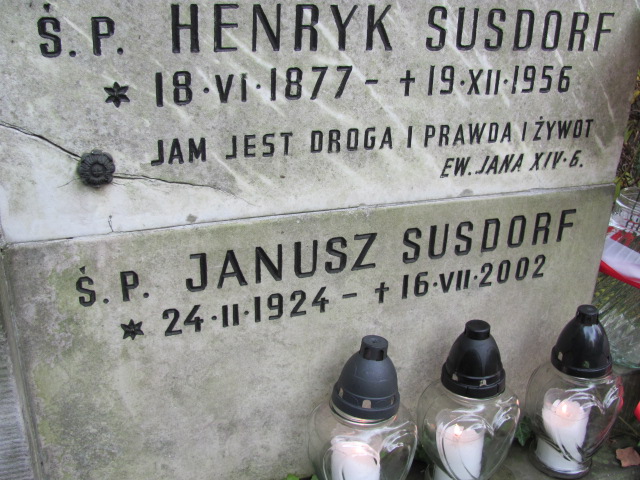 Ś.P. HENRYK SUSDORF
* 18·VI·1877 - + 19·XII·1956
JAM JEST DROGA I PRAWDA I ŻYWOT
EW. JANA XIV·6.
Ś.P. JANUSZ SUSDORF
* 24·II·1924 - + 16·VII·2002